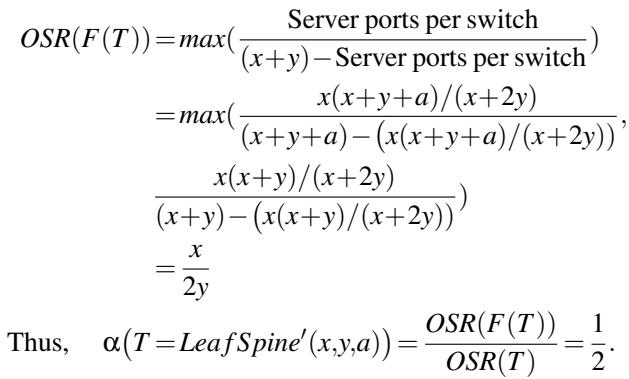 OSR(F(T)) = max( Server ports per switch / (x+y) − Server ports per switch )
= max( x(x+y+a)/(x+2y) / (x+y+a) − (x(x+y+a)/(x+2y)) ,
x(x+y)/(x+2y) / (x+y) − (x(x+y)/(x+2y)) )
= x / 2y
Thus, α(T = LeafSpine′(x,y,a)) = OSR(F(T)) / OSR(T) = 1 / 2 .